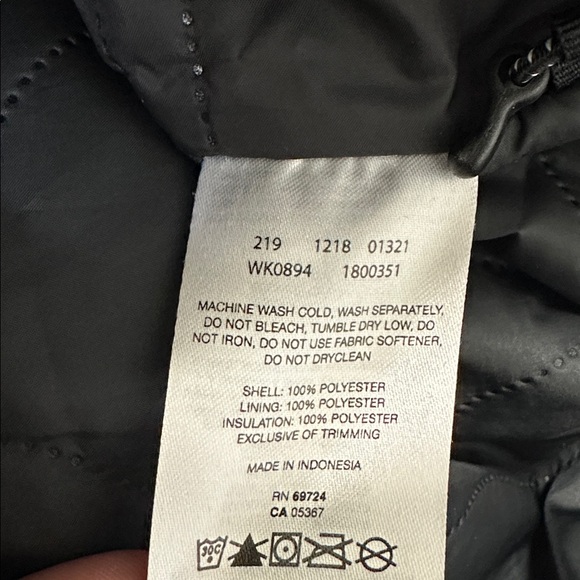 219 1218 01321
WK0894 1800351
MACHINE WASH COLD, WASH SEPARATELY,
DO NOT BLEACH, TUMBLE DRY LOW, DO
NOT IRON, DO NOT USE FABRIC SOFTENER,
DO NOT DRYCLEAN
SHELL: 100% POLYESTER
LINING: 100% POLYESTER
INSULATION: 100% POLYESTER
EXCLUSIVE OF TRIMMING
MADE IN INDONESIA
RN 69724
CA 05367
30C